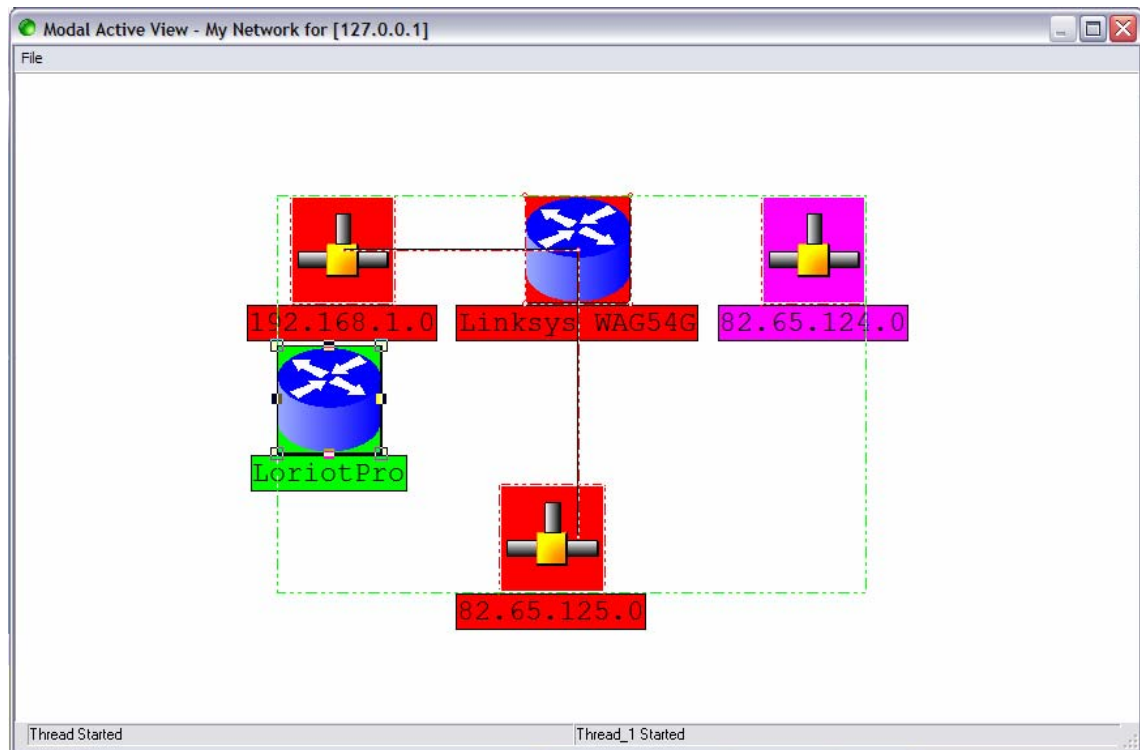 Modal Active View - My Network for [127.0.0.1]
File
192.168.1.0
Linksys WAG54G
82.65.124.0
LoriotPro
82.65.125.0
Thread Started
Thread_1 Started